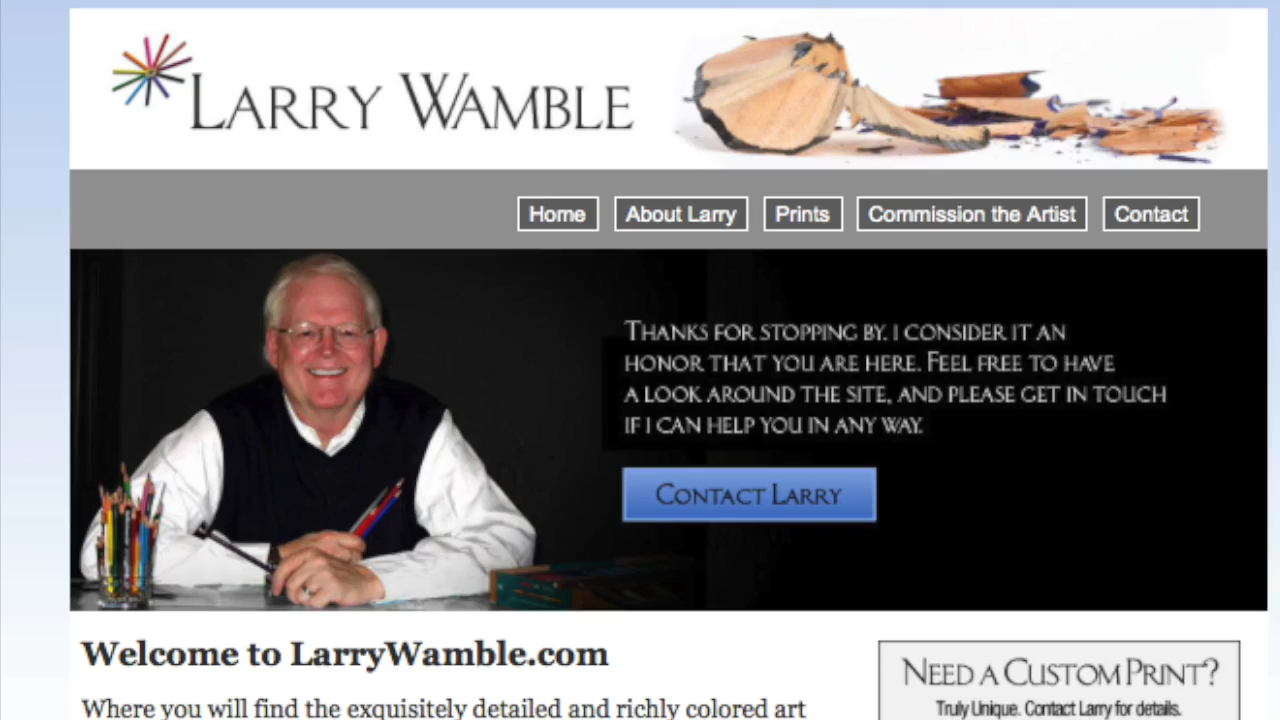 LARRY WAMBLE
Home
About Larry
Prints
Commission the Artist
Contact
THANKS FOR STOPPING BY. I CONSIDER IT AN
HONOR THAT YOU ARE HERE. FEEL FREE TO HAVE
A LOOK AROUND THE SITE, AND PLEASE GET IN TOUCH
IF I CAN HELP YOU IN ANY WAY.
CONTACT LARRY
Welcome to LarryWamble.com
Where you will find the exquisitely detailed and richly colored art
NEED A CUSTOM PRINT?
Truly Unique. Contact Larry for details.